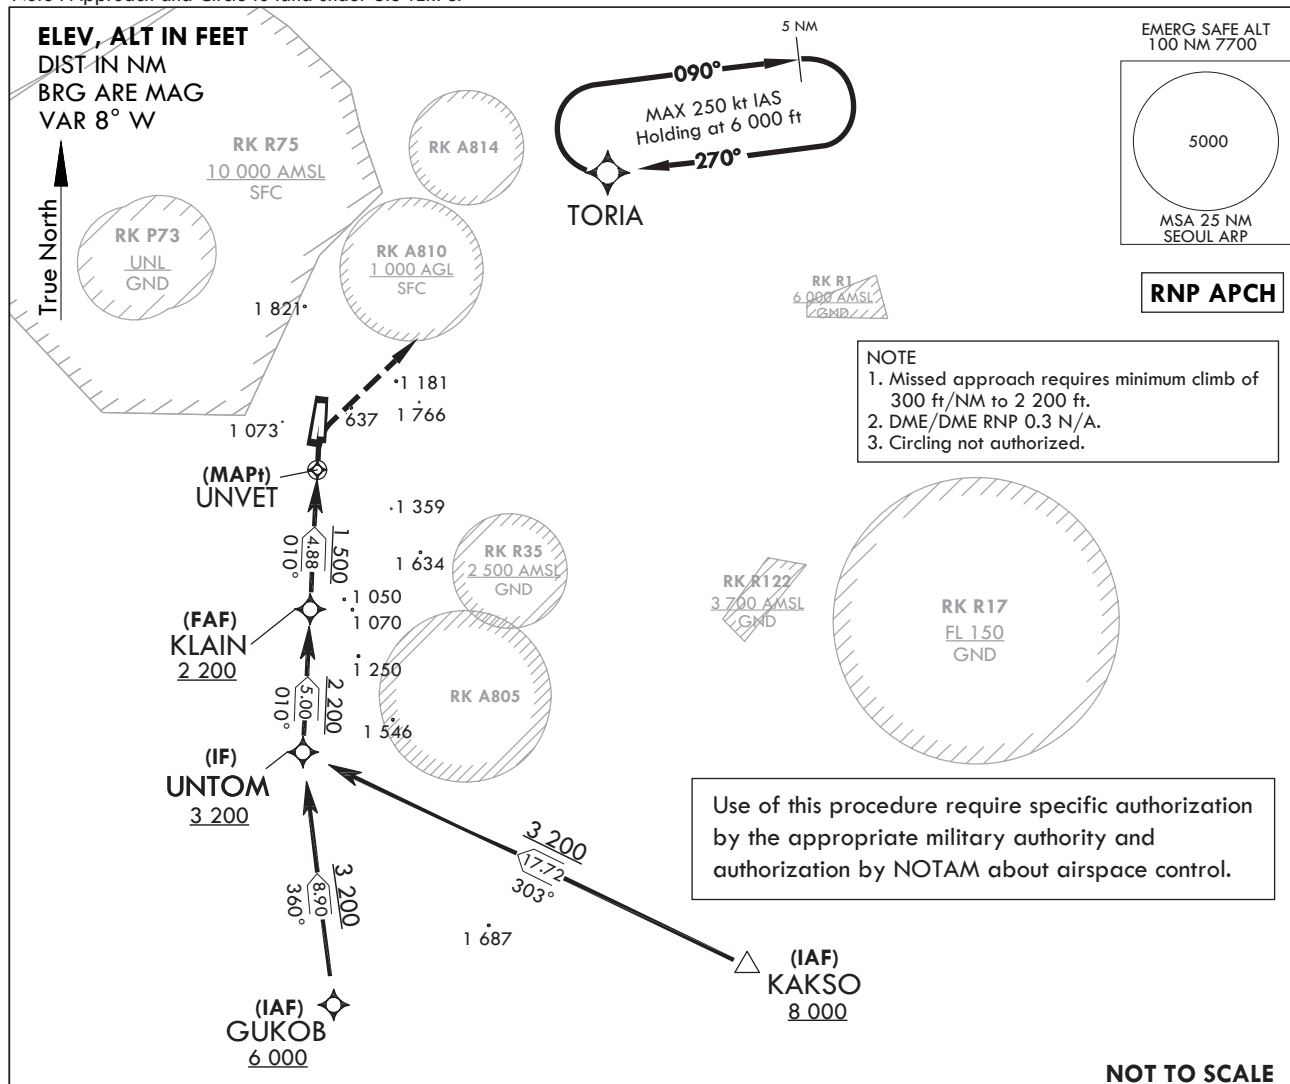 ELEV, ALT IN FEET
DIST IN NM
BRG ARE MAG
VAR 8° W
True North
RK R75
10 000 AMSL
SFC
RK P73
UNL
GND
RK A814
RK A810
1 000 AGL
SFC
1 821
5 NM
090°
MAX 250 kt IAS
Holding at 6 000 ft
270°
TORIA
EMERG SAFE ALT
100 NM 7700
5000
MSA 25 NM
SEOUL ARP
RNP APCH
RK R1
6 000 AMSL
GND
NOTE
1. Missed approach requires minimum climb of
300 ft/NM to 2 200 ft.
2. DME/DME RNP 0.3 N/A.
3. Circling not authorized.
1 181
637
1 766
1 073
(MAPt)
UNVET
1 359
1 500
4.88
010°
1 634
RK R35
2 500 AMSL
GND
RK R122
3 700 AMSL
GND
RK R17
FL 150
GND
(FAF)
KLAIN
2 200
1 050
1 070
1 250
2 200
5.00
010°
RK A805
1 546
(IF)
UNTOM
3 200
Use of this procedure require specific authorization
by the appropriate military authority and
authorization by NOTAM about airspace control.
3 200
17.72
303°
3 200
8.90
360°
1 687
(IAF)
KAKSO
8 000
(IAF)
GUKOB
6 000
NOT TO SCALE